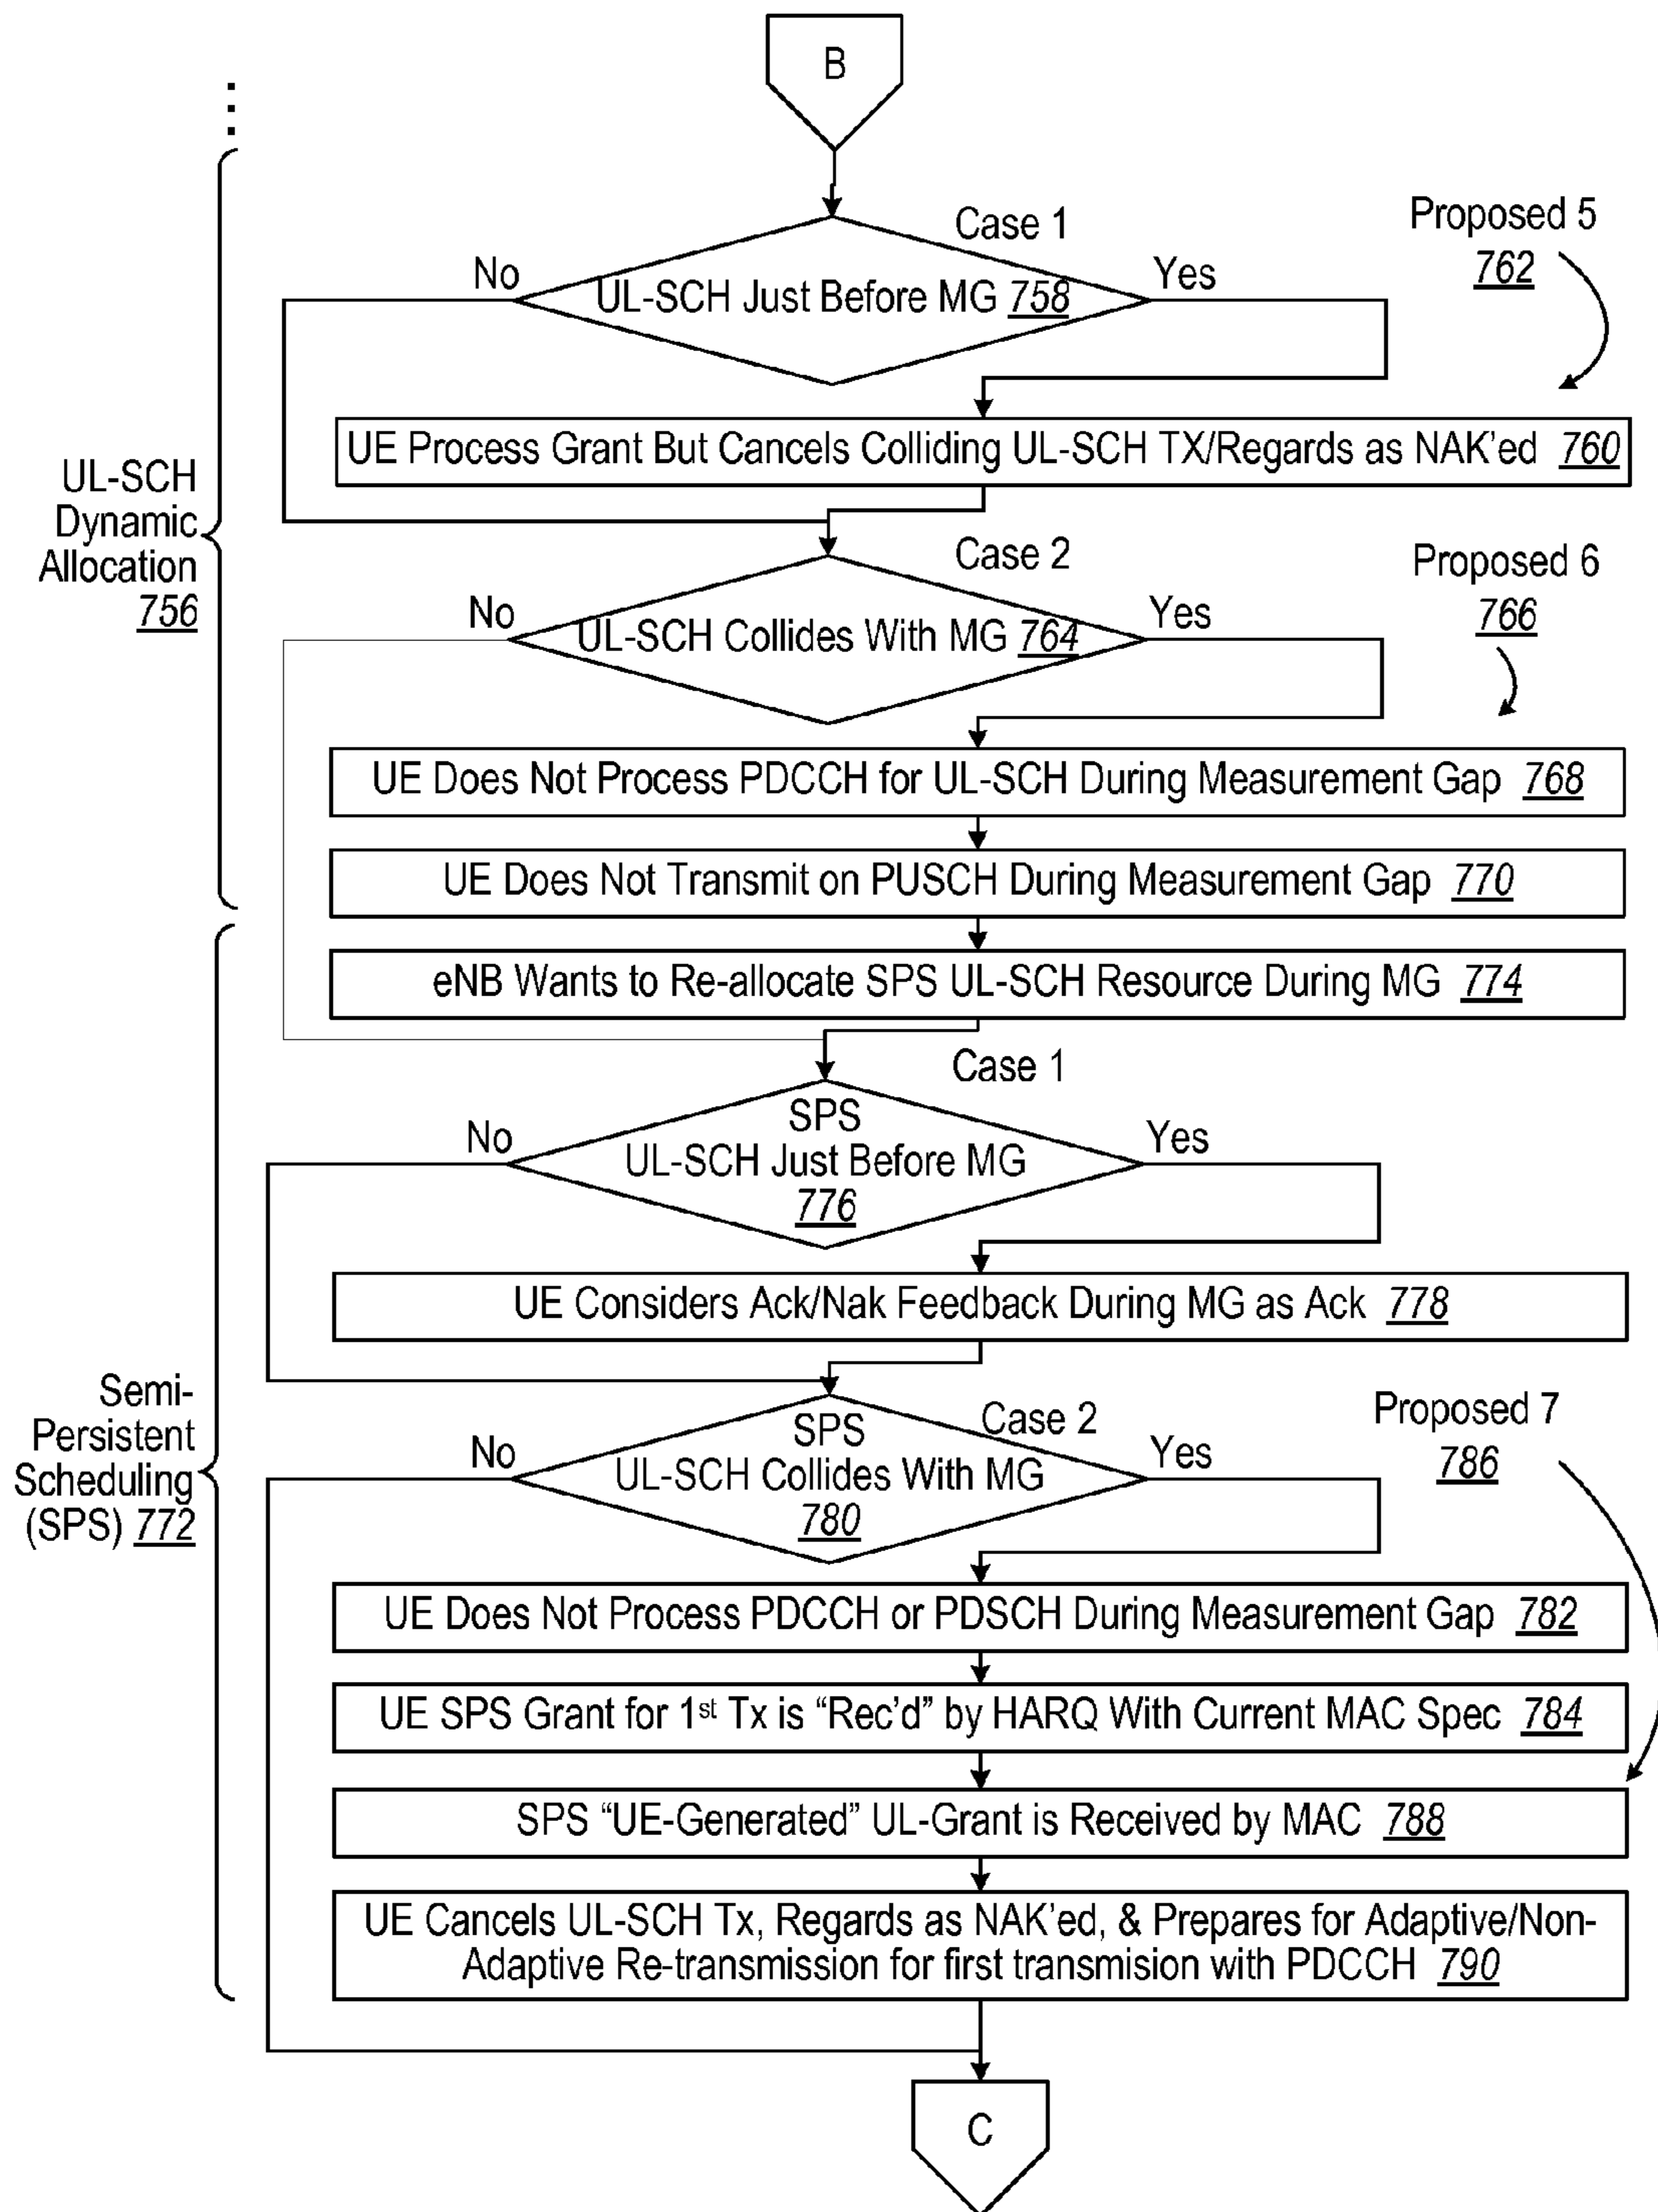 B
Case 1
Proposed 5
762
No
UL-SCH Just Before MG 758
Yes
UE Process Grant But Cancels Colliding UL-SCH TX/Regards as NAK'ed 760
UL-SCH
Dynamic
Allocation
756
Case 2
Proposed 6
766
No
UL-SCH Collides With MG 764
Yes
UE Does Not Process PDCCH for UL-SCH During Measurement Gap 768
UE Does Not Transmit on PUSCH During Measurement Gap 770
eNB Wants to Re-allocate SPS UL-SCH Resource During MG 774
Case 1
No
SPS
UL-SCH Just Before MG
776
Yes
UE Considers Ack/Nak Feedback During MG as Ack 778
Semi-
Persistent
Scheduling
(SPS) 772
Case 2
Proposed 7
786
No
SPS
UL-SCH Collides With MG
780
Yes
UE Does Not Process PDCCH or PDSCH During Measurement Gap 782
UE SPS Grant for 1st Tx is “Rec'd” by HARQ With Current MAC Spec 784
SPS “UE-Generated” UL-Grant is Received by MAC 788
UE Cancels UL-SCH Tx, Regards as NAK'ed, & Prepares for Adaptive/Non-
Adaptive Re-transmission for first transmision with PDCCH 790
C